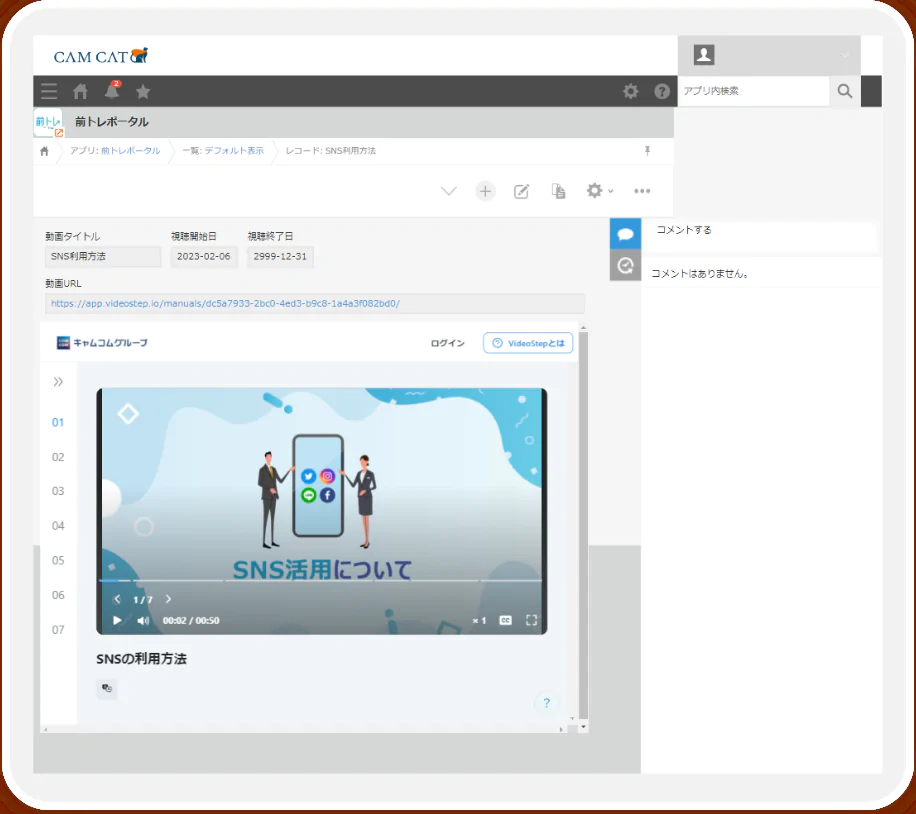 CAM CAT
2
アプリ内検索
前トレ
前トレポータル
アプリ: 前トレポータル
一覧: デフォルト表示
レコード: SNS利用方法
コメントする
コメントはありません。
動画タイトル
視聴開始日
視聴終了日
SNS利用方法
2023-02-06
2999-12-31
動画URL
https://app.videostep.io/manuals/dc5a7933-2bc0-4ed3-b9c8-1a4a3f082bd0/
キャムコムグループ
ログイン
VideoStepとは
01
02
03
04
05
06
07
SNS活用について
1 / 7
00:02 / 00:50
× 1
CC
SNSの利用方法
?